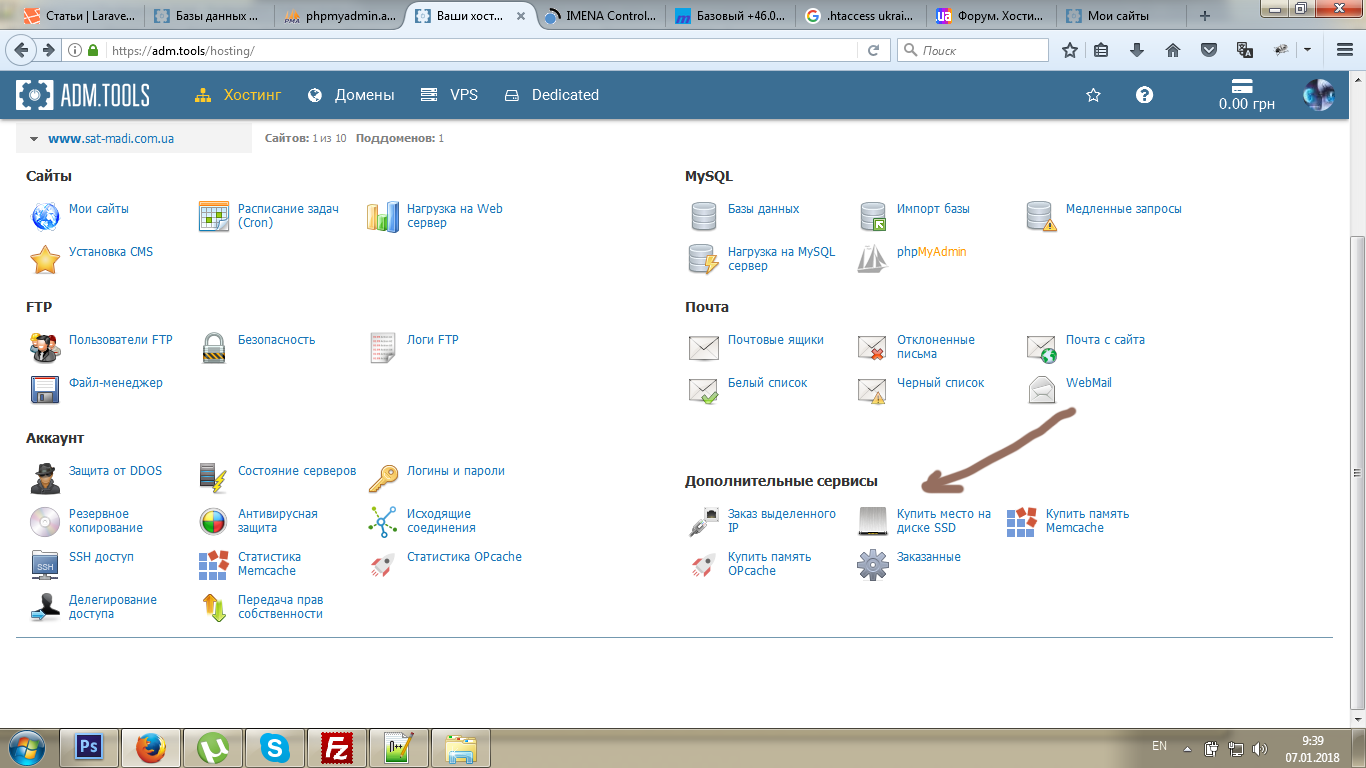 Статьи | Larave...
Базы данных ...
phpmyadmin.a...
Ваши хост...
IMENA Control...
Базовый +46.0...
.htaccess ukrai...
Форум. Хости...
Мои сайты
https://adm.tools/hosting/
Поиск
ADM.TOOLS
Хостинг
Домены
VPS
Dedicated
0.00 грн
www.sat-madi.com.ua
Сайтов: 1 из 10 Поддоменов: 1
Сайты
Мои сайты
Расписание задач
(Cron)
Нагрузка на Web
сервер
Установка CMS
MySQL
Базы данных
Импорт базы
Медленные запросы
Нагрузка на MySQL
сервер
phpMyAdmin
FTP
Пользователи FTP
Безопасность
Логи FTP
Файл-менеджер
Почта
Почтовые ящики
Отклоненные
письма
Почта с сайта
Белый список
Черный список
WebMail
Аккаунт
Защита от DDOS
Состояние серверов
Логины и пароли
Резервное
копирование
Антивирусная
защита
Исходящие
соединения
SSH
SSH доступ
Статистика
Memcache
Статистика OPcache
Делегирование
доступа
Передача прав
собственности
Дополнительные сервисы
Заказ выделенного
IP
Купить место на
диске SSD
Купить память
Memcache
Купить память
OPcache
Заказанные
Ps
Fz
EN
9:39
07.01.2018